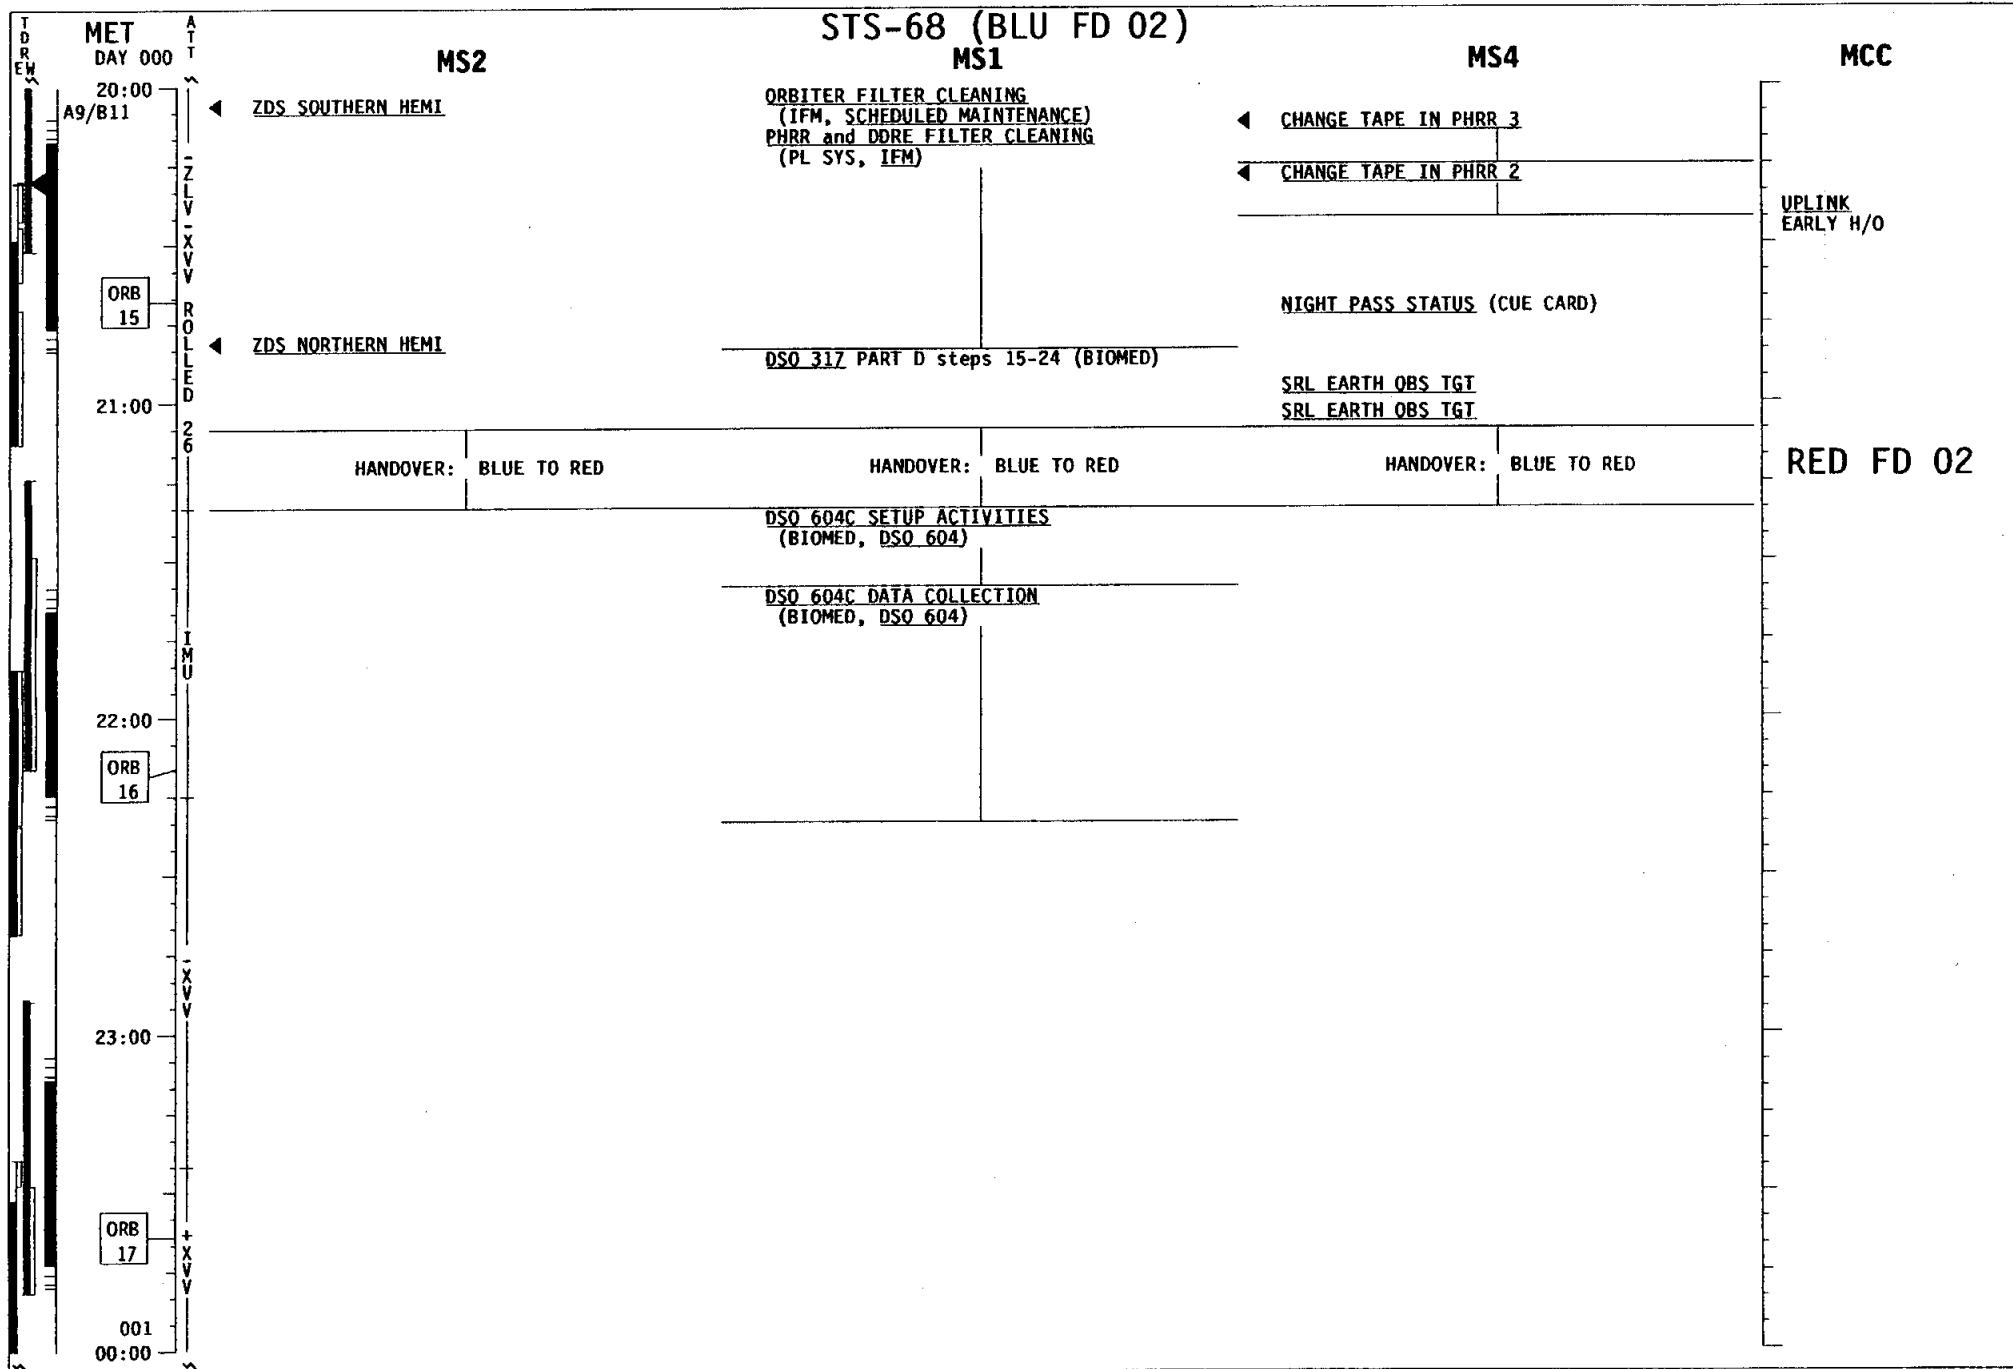 STS-68 (BLU FD 02)
TDRE W
MET
DAY 000
ATT
MS2
MS1
MS4
MCC
20:00
A9/B11
ZDS SOUTHERN HEMI
ORBITER FILTER CLEANING
(IFM, SCHEDULED MAINTENANCE)
PHRR and DDRE FILTER CLEANING
(PL SYS, IFM)
CHANGE TAPE IN PHRR 3
CHANGE TAPE IN PHRR 2
UPLINK
EARLY H/O
-ZLV -XVV ROLLED 26
ORB
15
NIGHT PASS STATUS (CUE CARD)
ZDS NORTHERN HEMI
DSO 317 PART D steps 15-24 (BIOMED)
SRL EARTH OBS TGT
21:00
SRL EARTH OBS TGT
HANDOVER: BLUE TO RED
HANDOVER: BLUE TO RED
HANDOVER: BLUE TO RED
RED FD 02
DSO 604C SETUP ACTIVITIES
(BIOMED, DSO 604)
DSO 604C DATA COLLECTION
(BIOMED, DSO 604)
IMU
22:00
ORB
16
-XVV
23:00
ORB
17
+XVV
001
00:00